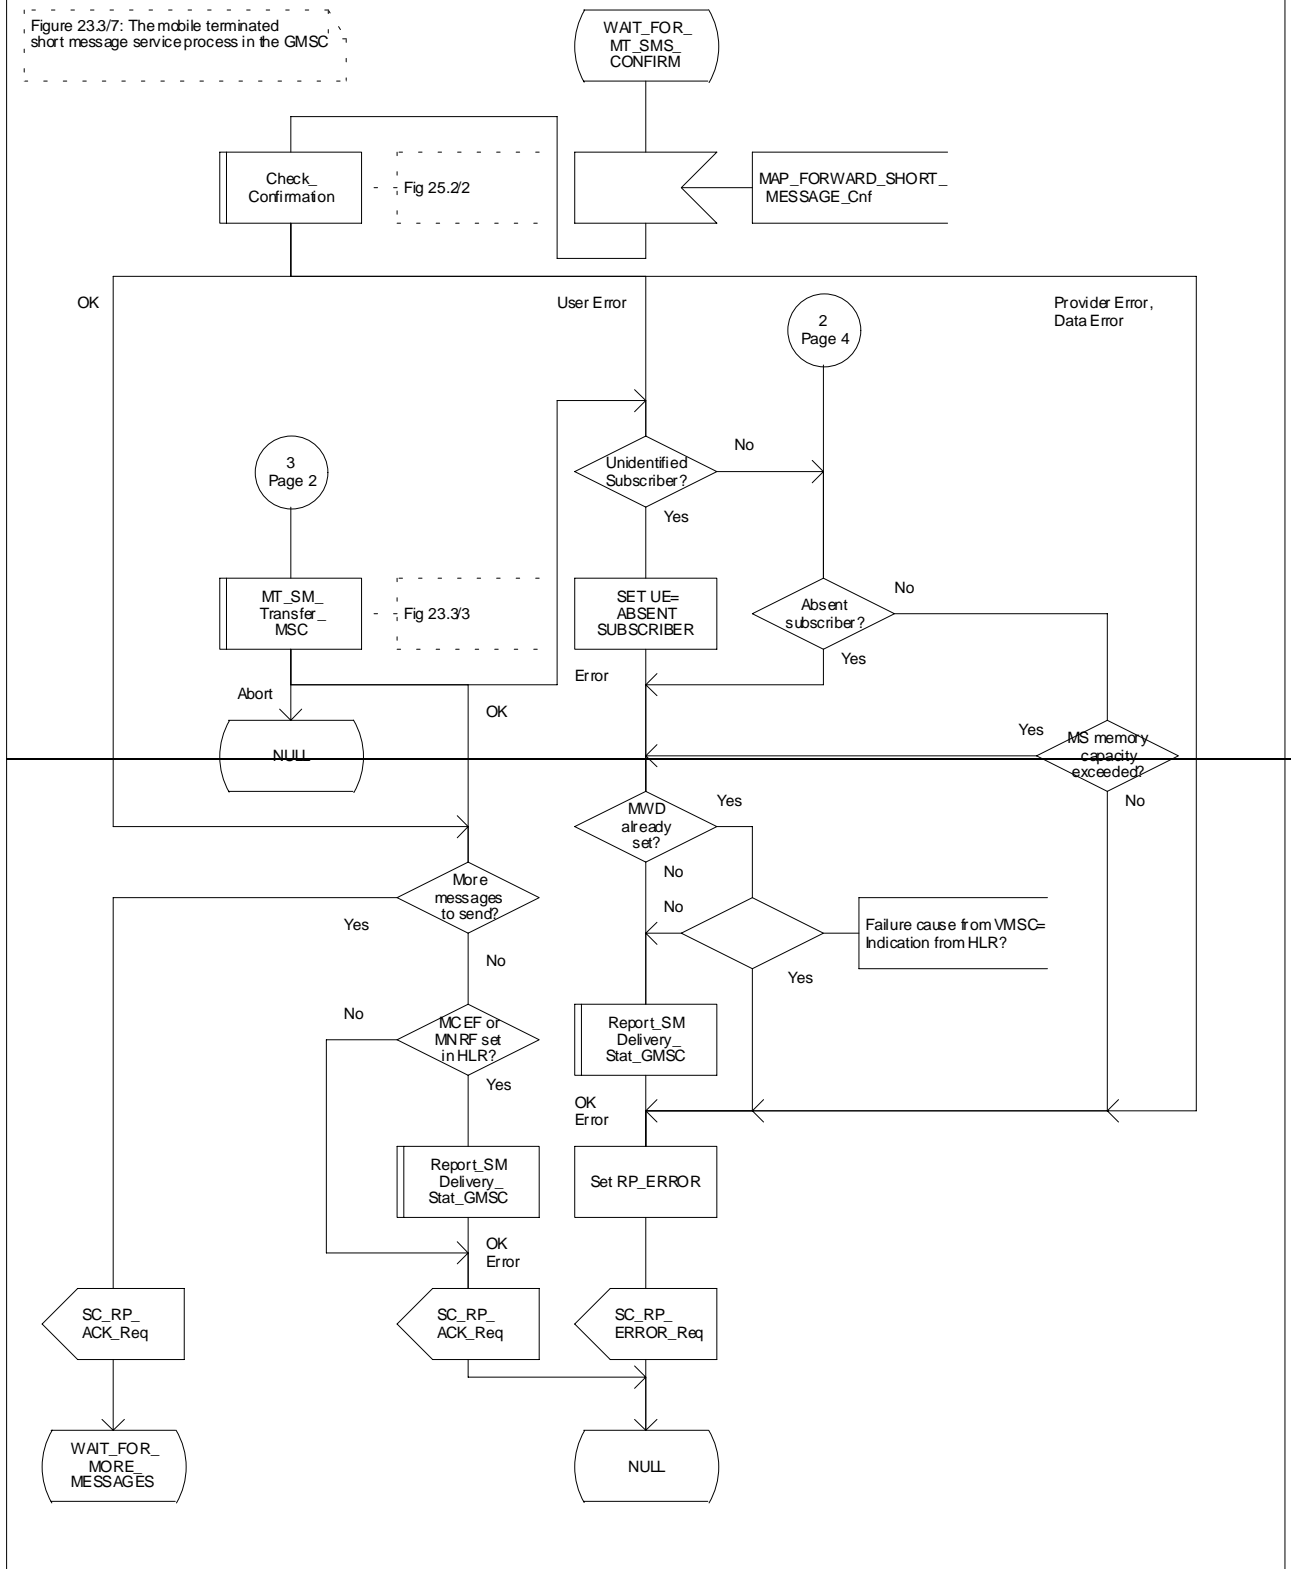 Figure 23.3/7: The mobile terminated
short message service process in the GMSC
WAIT_FOR_
MT_SMS_
CONFIRM
Check_
Confirmation
Fig 25.2/2
MAP_FORWARD_SHORT_
MESSAGE_Cnf
OK
User Error
Provider Error,
Data Error
2
Page 4
3
Page 2
Unidentified
Subscriber?
No
Yes
MT_SM_
Transfer_
MSC
Fig 23.3/3
SET UE=
ABSENT
SUBSCRIBER
Absent
subscriber?
No
Yes
Error
Abort
OK
NULL
Yes
MS memory
capacity
exceeded?
No
MWD
already
set?
Yes
No
More
messages
to send?
Yes
No
No
Failure cause from VMSC=
Indication from HLR?
Yes
No
MCEF or
MNRF set
in HLR?
Yes
Report_SM
Delivery_
Stat_GMSC
OK
Error
Report_SM
Delivery_
Stat_GMSC
Set RP_ERROR
OK
Error
SC_RP_
ACK_Req
SC_RP_
ACK_Req
SC_RP_
ERROR_Req
WAIT_FOR_
MORE_
MESSAGES
NULL